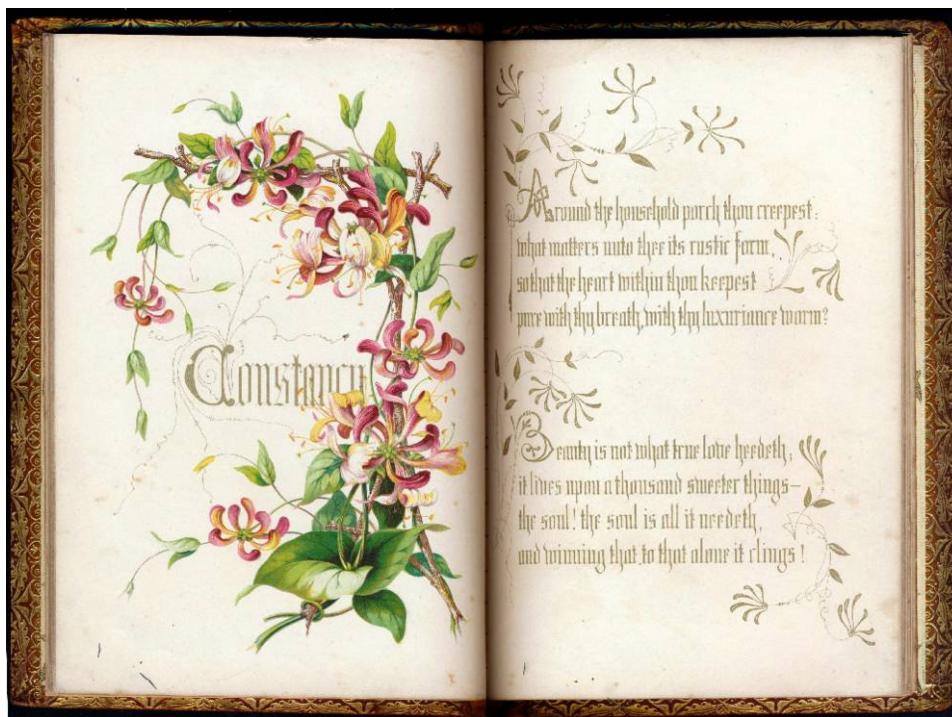 Constancy
Around the household porch thou creepest:
what matters unto thee its rustic form,
so that the heart within thou keepest
pure with thy breath, with thy luxuriance warm?
Beauty is not what true love heedeth,
it lives upon a thousand sweeter things—
the soul! the soul is all it needeth,
and winning that to that alone it clings!